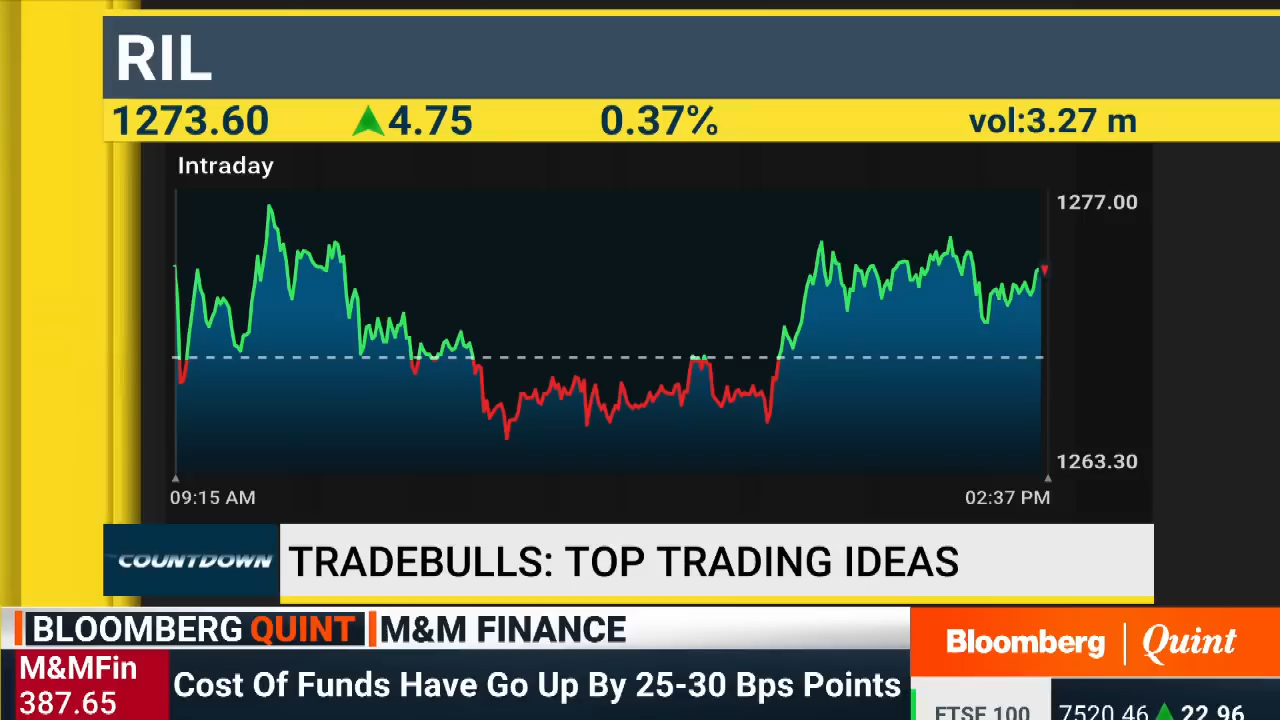 RIL
1273.60 4.75 0.37% vol:3.27 m
Intraday
1277.00
1263.30
09:15 AM 02:37 PM
COUNTDOWN TRADEBULLS: TOP TRADING IDEAS
BLOOMBERG QUINT M&M FINANCE
Bloomberg Quint
M&MFin
387.65
Cost Of Funds Have Go Up By 25-30 Bps Points
FTSE 100 7520.46 22.96